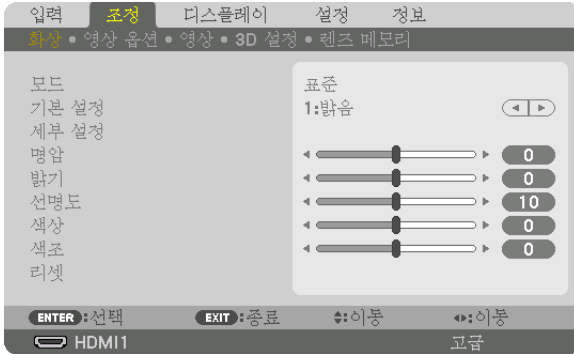 입력 조정 디스플레이 설정 정보
화상 • 영상 옵션 • 영상 • 3D 설정 • 렌즈 메모리
모드 표준
기본 설정 1:밝음
세부 설정
명암 0
밝기 0
선명도 10
색상 0
색조 0
리셋
ENTER :선택 EXIT :종료 :이동 :이동
HDMI1 고급